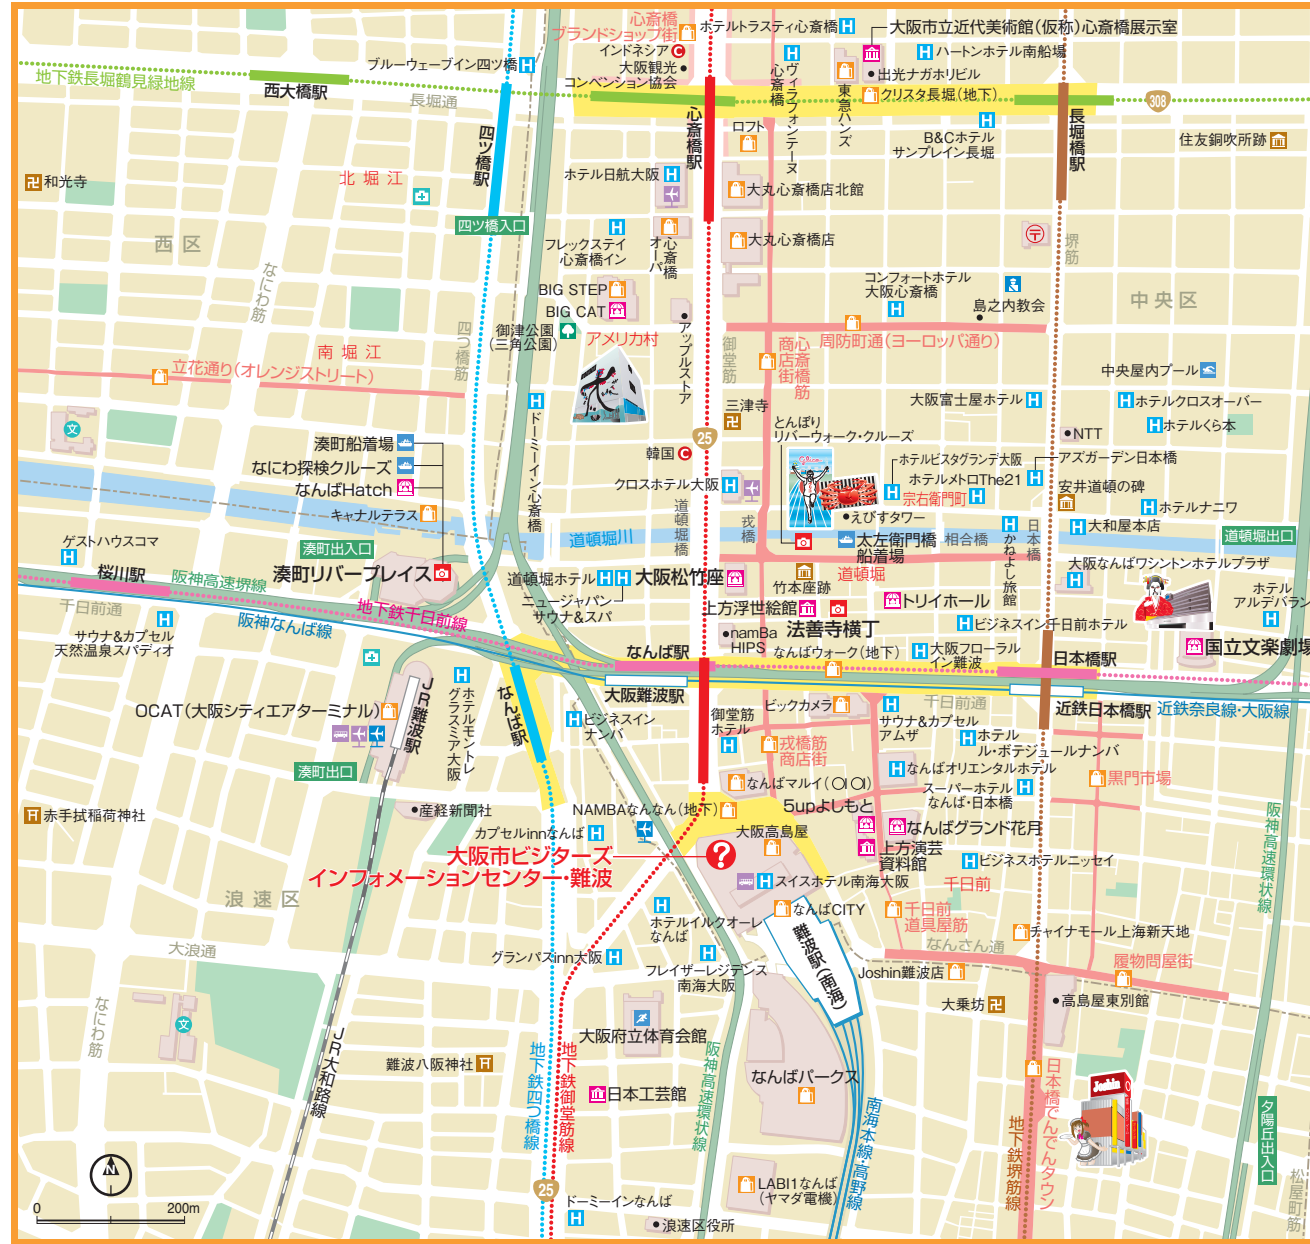 心斎橋
ブランドショップ街
ホテルトラスティ心斎橋
大阪市立近代美術館(仮称)心斎橋展示室
インドネシア
大阪観光
コンベンション協会
ブルーウェーブイン四ツ橋
ヴィラフォンテーヌ
心斎橋
ハートンホテル南船場
出光ナガホリビル
東急ハンズ
クリスタ長堀(地下)
地下鉄長堀鶴見緑地線
西大橋駅
長堀通
308
四ツ橋駅
心斎橋駅
長堀橋駅
ロフト
B&Cホテル
サンプレイン長堀
住友銅吹所跡
和光寺
北堀江
ホテル日航大阪
大丸心斎橋店北館
四ツ橋入口
西区
フレックステイ
心斎橋イン
心斎橋
オーパ
大丸心斎橋店
堺筋
なにわ筋
BIG STEP
BIG CAT
コンフォートホテル
大阪心斎橋
島之内教会
中央区
四つ橋筋
御津公園
(三角公園)
アメリカ村
アップルストア
御堂筋
心斎橋筋
商店街
周防町通(ヨーロッパ通り)
南堀江
立花通り(オレンジストリート)
中央屋内プール
大阪富士屋ホテル
ホテルクロスオーバー
ホテルくら本
三津寺
とんぼり
リバーウォーク・クルーズ
25
NTT
文
湊町船着場
なにわ探検クルーズ
なんばHatch
キャナルテラス
ドーミーイン心斎橋
韓国
クロスホテル大阪
Glico
ホテルビスタグランデ大阪
ホテルメトロThe21
宗右衛門町
アズガーデン日本橋
安井道頓の碑
ホテルナニワ
えびすタワー
道頓堀橋
戎橋
ゲストハウスコマ
湊町出入口
道頓堀川
太左衛門橋
船着場
相合橋
かねよし旅館
日本橋
大和屋本店
道頓堀出口
桜川駅
阪神高速堺線
湊町リバープレイス
道頓堀ホテル
ニュージャパン
サウナ&スパ
大阪松竹座
竹本座跡
道頓堀
大阪なんばワシントンホテルプラザ
ホテル
アルデバラン
千日前通
地下鉄千日前線
阪神なんば線
上方浮世絵館
トリイホール
サウナ&カプセル
天然温泉スパディオ
namBa
HIPS
法善寺横丁
ビジネスイン千日前ホテル
国立文楽劇場
なんば駅
なんばウォーク(地下)
大阪フローラル
イン難波
日本橋駅
大阪難波駅
近鉄日本橋駅
近鉄奈良線・大阪線
なんば駅
JR難波駅
ホテルモントレ
グラスミア大阪
OCAT(大阪シティエアターミナル)
ビジネスイン
ナンバ
御堂筋
ホテル
ビックカメラ
千日前通
サウナ&カプセル
アムザ
ホテル
ル・ボテジュールナンバ
戎橋筋
商店街
湊町出口
なんばオリエンタルホテル
黒門市場
なんばマルイ(OIOI)
スーパーホテル
なんば・日本橋
赤手拭稲荷神社
産経新聞社
NAMBAなんなん(地下)
5upよしもと
カプセルinnなんば
大阪高島屋
なんばグランド花月
阪神高速環状線
大阪市ビジターズ
インフォメーションセンター・難波
?
上方演芸
資料館
ビジネスホテルニッセイ
スイスホテル南海大阪
千日前
浪速区
なんばCITY
千日前
道具屋筋
ホテルイルクオーレ
なんば
難波駅(南海)
チャイナモール上海新天地
大浪通
なんさん通
履物問屋街
グランパスinn大阪
フレイザーレジデンス
南海大阪
Joshin難波店
なにわ筋
文
大乗坊
高島屋東別館
大阪府立体育会館
JR大和路線
難波八阪神社
地下鉄四つ橋線
地下鉄御堂筋線
阪神高速環状線
なんばパークス
日本橋でんでんタウン
Joshin
日本工芸館
南海本線・高野線
地下鉄堺筋線
夕陽丘出入口
N
0
200m
25
ドーミーインなんば
LABI1なんば
(ヤマダ電機)
浪速区役所
松屋町筋